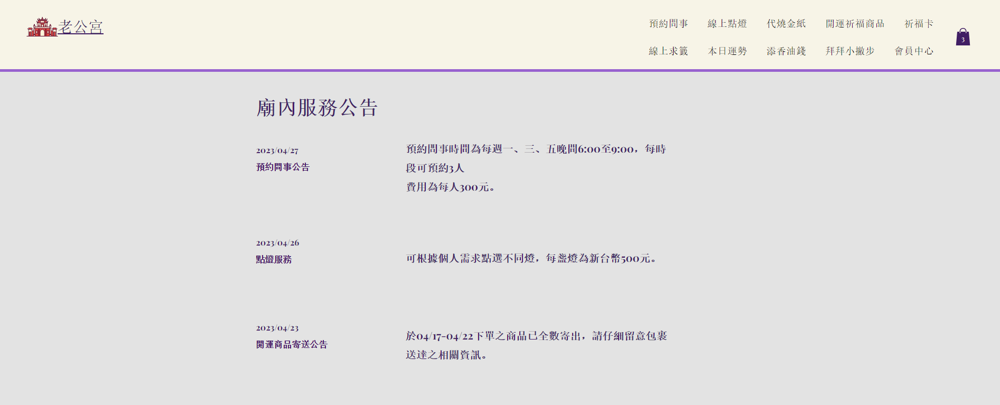 老公宮
預約問事 線上點燈 代燒金紙 開運祈福商品 祈福卡
3
線上求籤 本日運勢 添香油錢 拜拜小撇步 會員中心
廟內服務公告
2023/04/27
預約問事公告
預約問事時間為每週一、三、五晚間6:00至9:00，每時
段可預約3人
費用為每人300元。
2023/04/26
點燈服務
可根據個人需求點選不同燈，每盞燈為新台幣500元。
2023/04/23
開運商品寄送公告
於04/17-04/22下單之商品已全數寄出，請仔細留意包裹
送達之相關資訊。